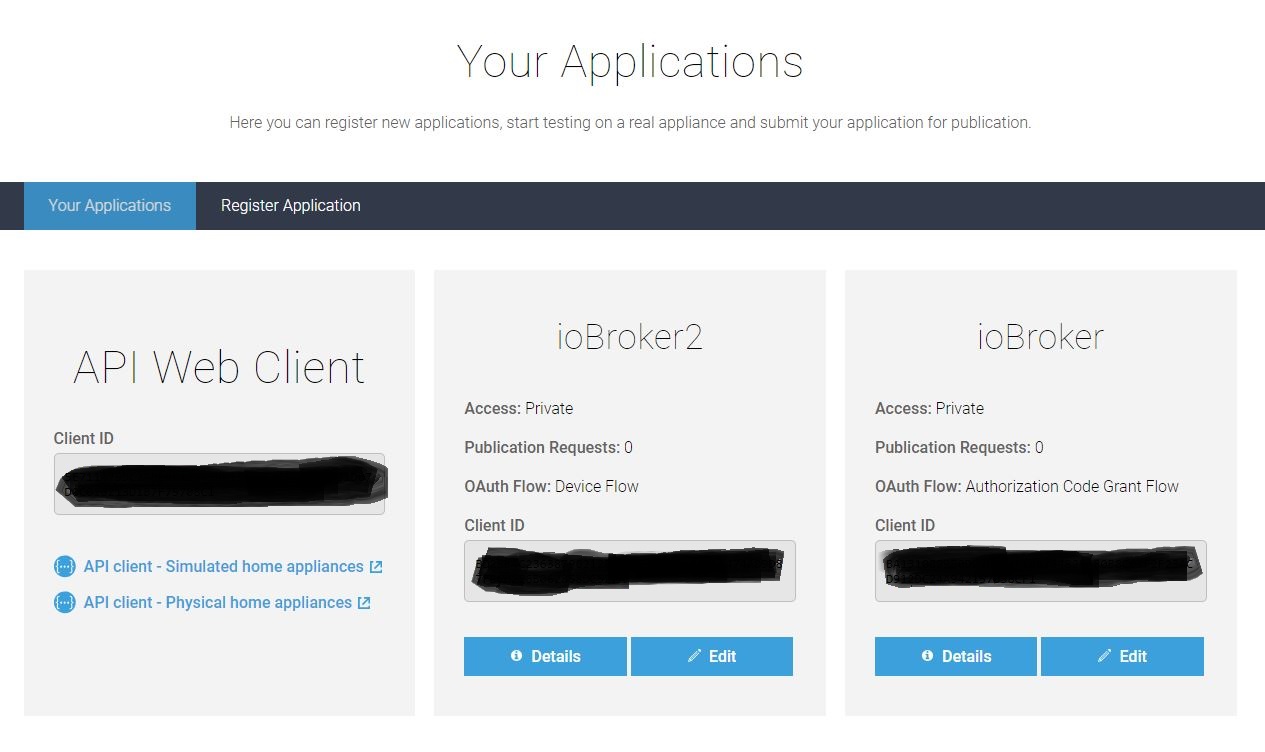 Your Applications
Here you can register new applications, start testing on a real appliance and submit your application for publication.
Your Applications
Register Application
API Web Client
Client ID
API client - Simulated home appliances
API client - Physical home appliances
ioBroker2
Access: Private
Publication Requests: 0
OAuth Flow: Device Flow
Client ID
Details
Edit
ioBroker
Access: Private
Publication Requests: 0
OAuth Flow: Authorization Code Grant Flow
Client ID
Details
Edit